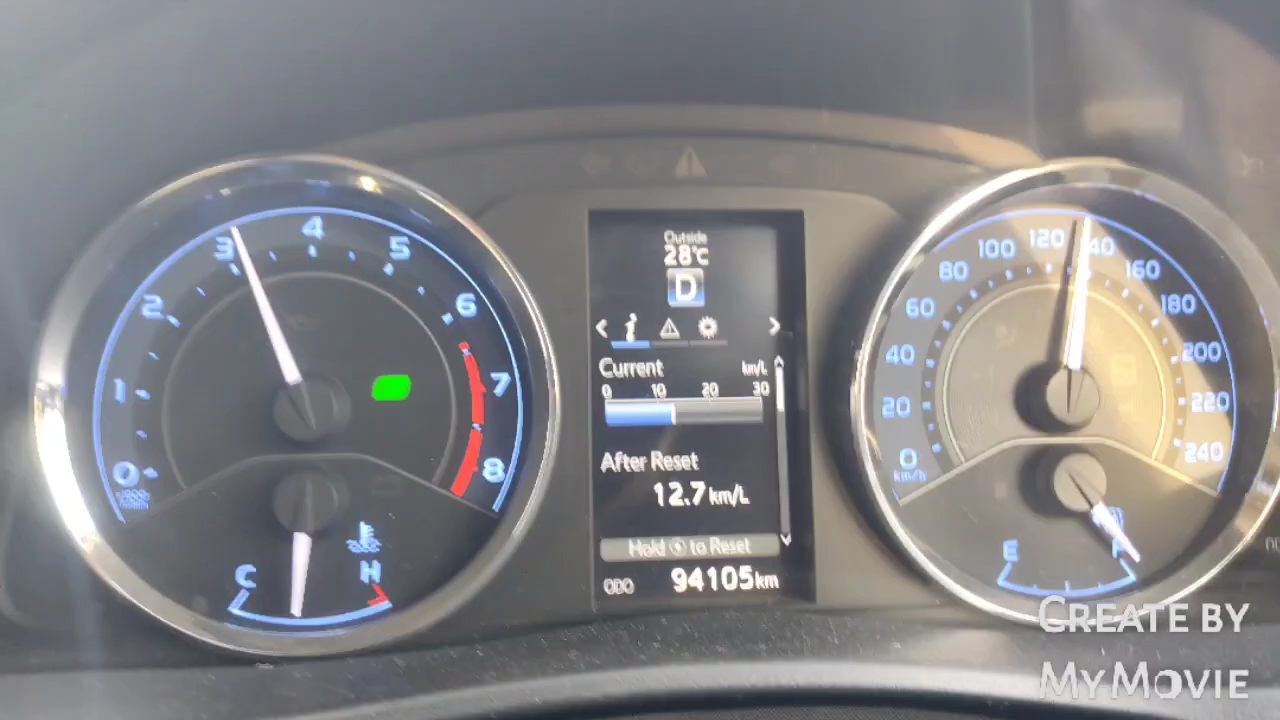 0
1
2
3
4
5
6
7
8
C
H
Outside
28°C
D
Current km/L
0 10 20 30
After Reset
12.7 km/L
Hold to Reset
ODO 94105 km
0
20
40
60
80
100
120
140
160
180
200
220
240
km/h
E
F
CREATE BY
MYMOVIE